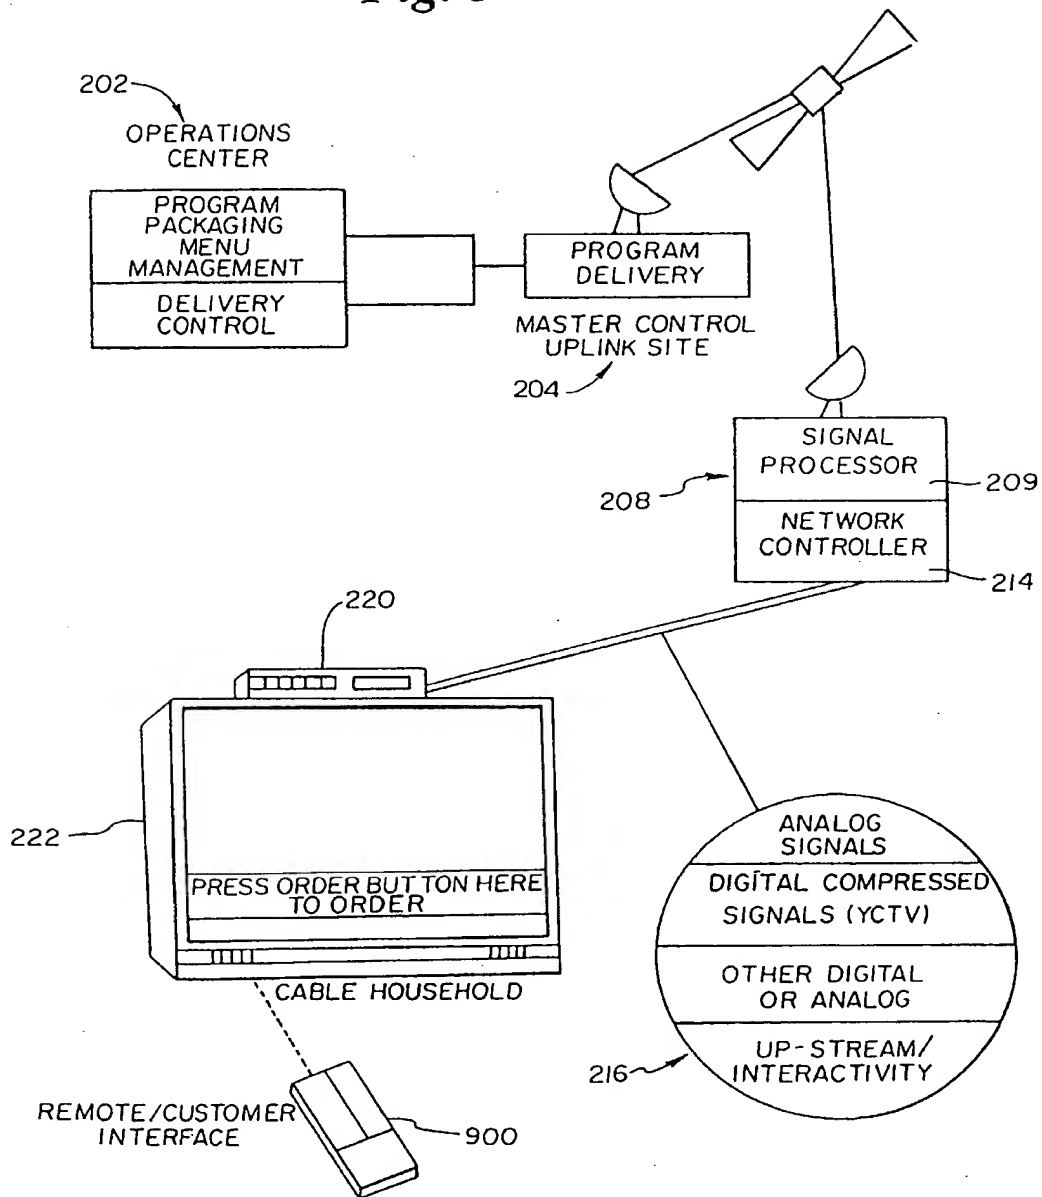 202
OPERATIONS
CENTER
PROGRAM
PACKAGING
MENU
MANAGEMENT
DELIVERY
CONTROL
PROGRAM
DELIVERY
MASTER CONTROL
UPLINK SITE
204
SIGNAL
PROCESSOR
208
209
NETWORK
CONTROLLER
214
220
222
PRESS ORDER BUTTON HERE
TO ORDER
CABLE HOUSEHOLD
ANALOG
SIGNALS
DIGITAL COMPRESSED
SIGNALS (YCTV)
OTHER DIGITAL
OR ANALOG
UP-STREAM/
INTERACTIVITY
216
REMOTE/CUSTOMER
INTERFACE
900